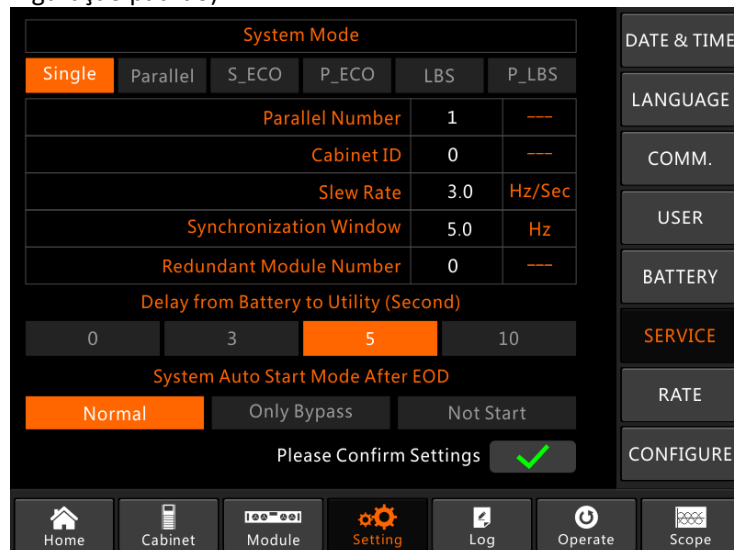 System Mode
Single Parallel S_ECO P_ECO LBS P_LBS
Parallel Number 1 ---
Cabinet ID 0 ---
Slew Rate 3.0 Hz/Sec
Synchronization Window 5.0 Hz
Redundant Module Number 0 ---
Delay from Battery to Utility (Second)
0 3 5 10
System Auto Start Mode After EOD
Normal Only Bypass Not Start
Please Confirm Settings
DATE & TIME
LANGUAGE
COMM.
USER
BATTERY
SERVICE
RATE
CONFIGURE
Home Cabinet Module Setting Log Operate Scope